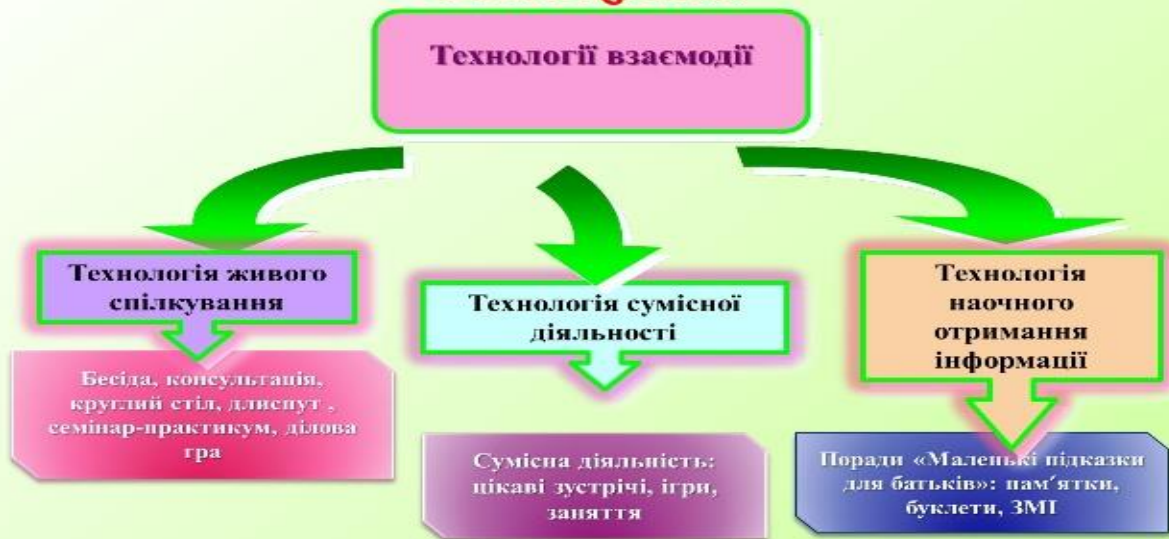 Технології взаємодії
Технологія живого
спілкування
Бесіда, консультація,
круглий стіл, длиспут ,
семінар-практикум, ділова
гра
Технологія сумісної
діяльності
Сумісна діяльність:
цікаві зустрічі, ігри,
заняття
Технологія
наочного
отримання
інформації
Поради «Маленькі підказки
для батьків»: пам´ятки,
буклети, ЗМІ